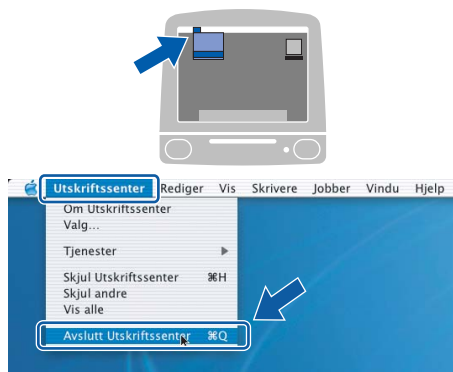 Utskriftssenter Rediger Vis Skrivere Jobber Vindu Hjelp
Om Utskriftssenter
Valg...
Tjenester
Skjul Utskriftssenter ⌘H
Skjul andre
Vis alle
Avslutt Utskriftssenter ⌘Q